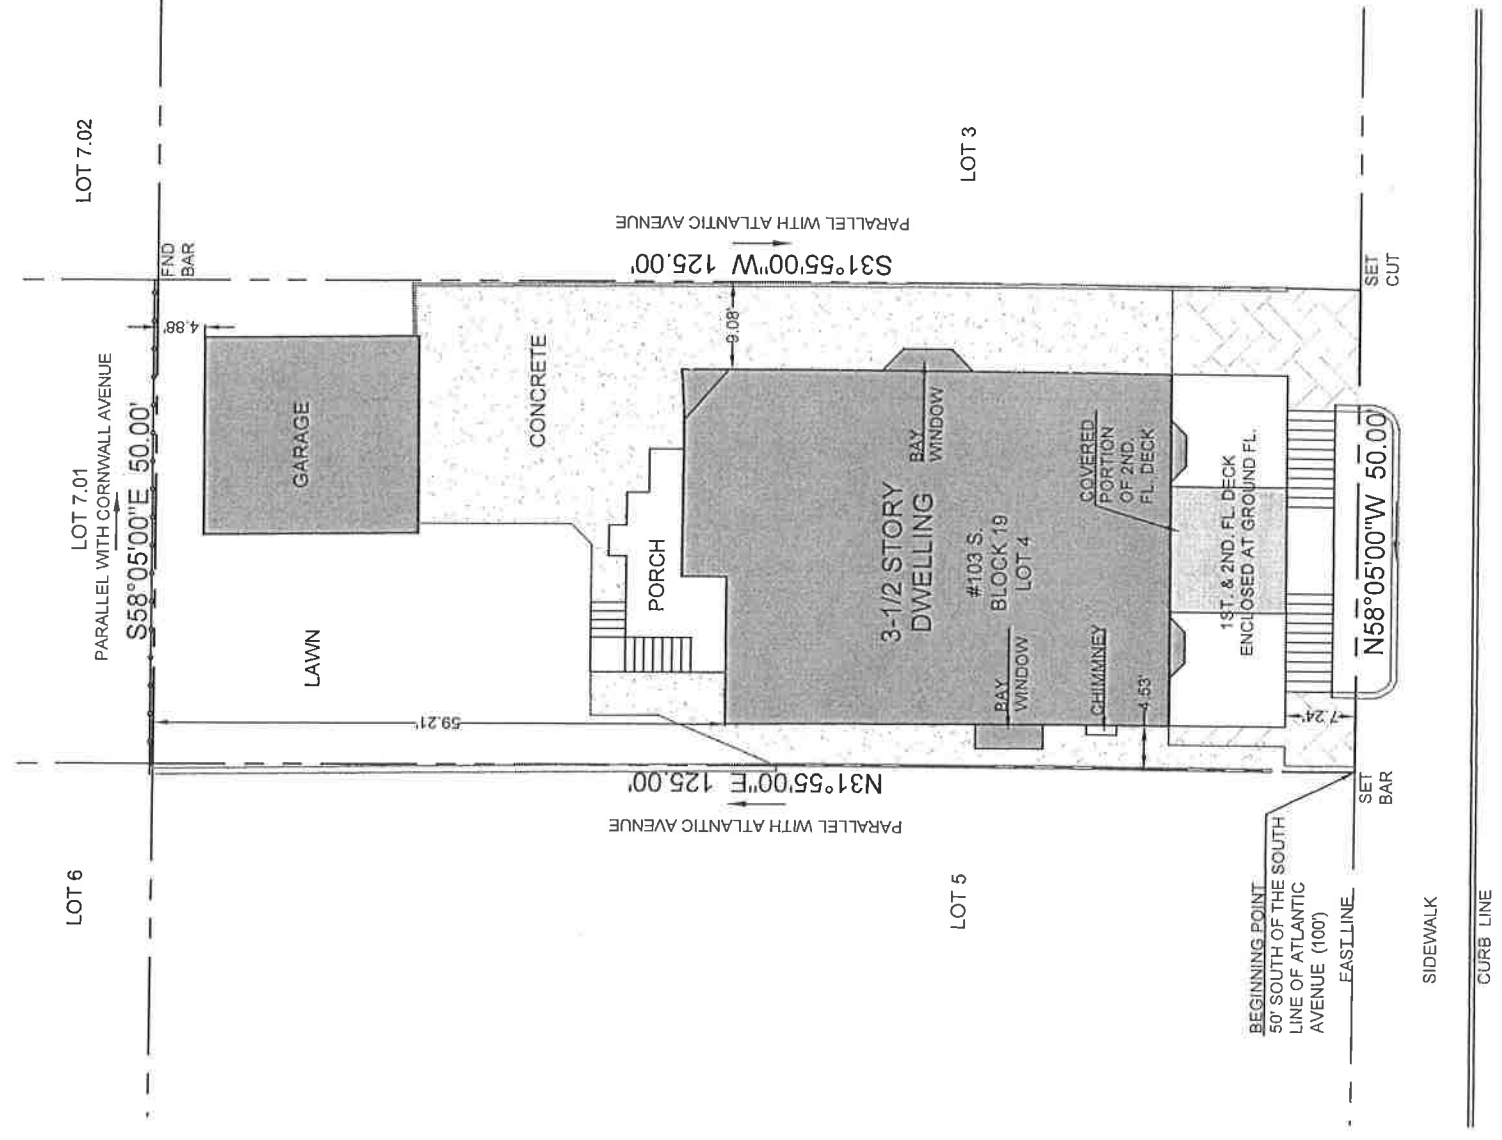 LOT 7.02
LOT 7.01
PARALLEL WITH CORNWALL AVENUE
S58°05'00"E 50.00'
FND
BAR
LOT 6
4.88'
GARAGE
LAWN
CONCRETE
PORCH
59.21'
9.08'
PARALLEL WITH ATLANTIC AVENUE
S31°55'00"W 125.00'
LOT 3
N31°55'00"E 125.00'
PARALLEL WITH ATLANTIC AVENUE
LOT 5
3-1/2 STORY
DWELLING
#103 S.
BLOCK 19
LOT 4
BAY
WINDOW
BAY
WINDOW
CHIMMNEY
4.53'
COVERED
PORTION
OF 2ND.
FL. DECK
1ST. & 2ND. FL. DECK
ENCLOSED AT GROUND FL.
7.24'
N58°05'00"W 50.00'
SET
CUT
SET
BAR
BEGINNING POINT
50' SOUTH OF THE SOUTH
LINE OF ATLANTIC
AVENUE (100')
EAST LINE
SIDEWALK
CURB LINE